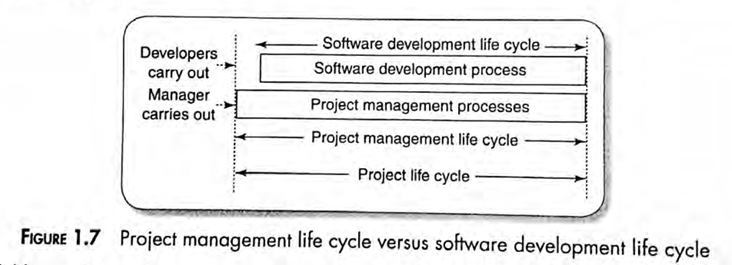 Software development life cycle
Developers
carry out
Software development process
Manager
carries out
Project management processes
Project management life cycle
Project life cycle
FIGURE 1.7 Project management life cycle versus software development life cycle